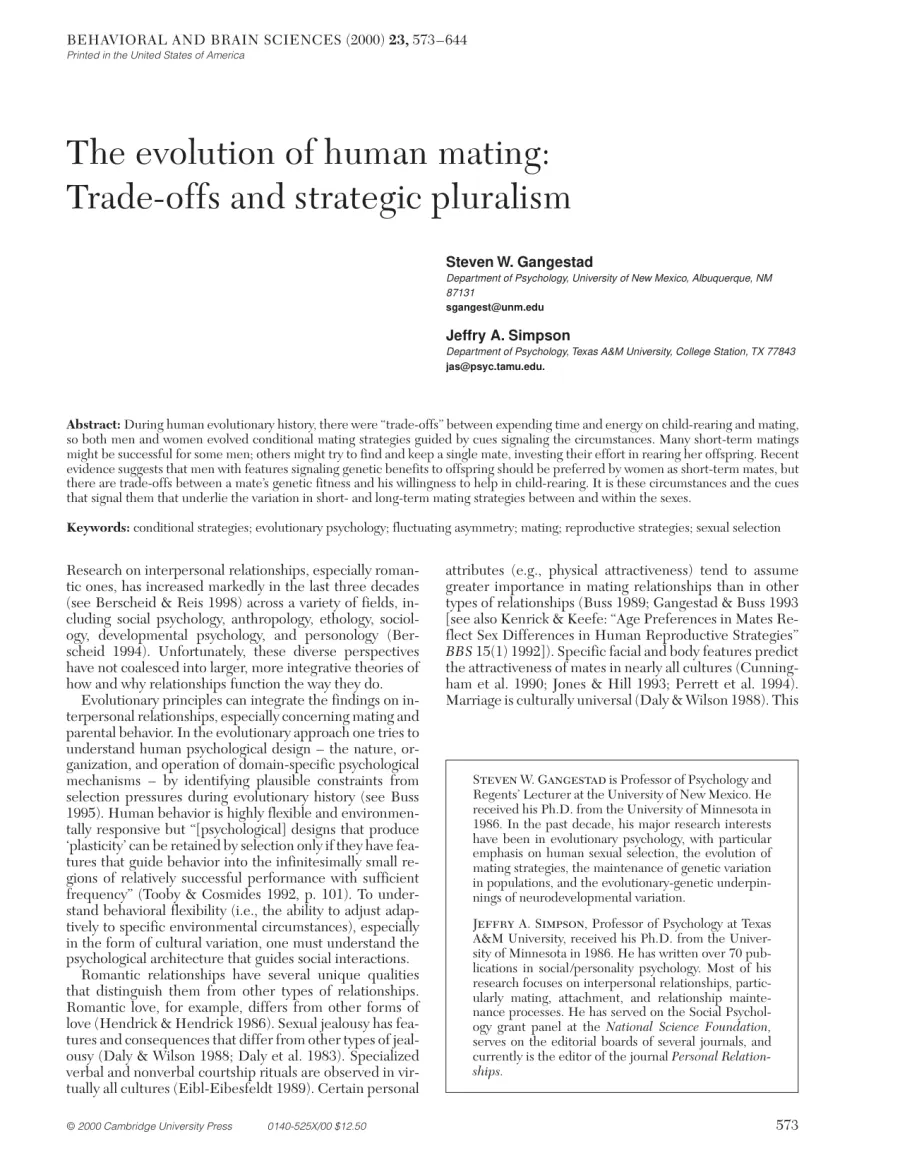 BEHAVIORAL AND BRAIN SCIENCES (2000) 23, 573–644
Printed in the United States of America
The evolution of human mating:
Trade-offs and strategic pluralism
Steven W. Gangestad
Department of Psychology, University of New Mexico, Albuquerque, NM
87131
sgangest@unm.edu
Jeffry A. Simpson
Department of Psychology, Texas A&M University, College Station, TX 77843
jas@psyc.tamu.edu.
Abstract: During human evolutionary history, there were “trade-offs” between expending time and energy on child-rearing and mating,
so both men and women evolved conditional mating strategies guided by cues signaling the circumstances. Many short-term matings
might be successful for some men; others might try to find and keep a single mate, investing their effort in rearing her offspring. Recent
evidence suggests that men with features signaling genetic benefits to offspring should be preferred by women as short-term mates, but
there are trade-offs between a mate’s genetic fitness and his willingness to help in child-rearing. It is these circumstances and the cues
that signal them that underlie the variation in short- and long-term mating strategies between and within the sexes.
Keywords: conditional strategies; evolutionary psychology; fluctuating asymmetry; mating; reproductive strategies; sexual selection
Research on interpersonal relationships, especially roman-
tic ones, has increased markedly in the last three decades
(see Berscheid & Reis 1998) across a variety of fields, in-
cluding social psychology, anthropology, ethology, sociol-
ogy, developmental psychology, and personology (Ber-
scheid 1994). Unfortunately, these diverse perspectives
have not coalesced into larger, more integrative theories of
how and why relationships function the way they do.
Evolutionary principles can integrate the findings on in-
terpersonal relationships, especially concerning mating and
parental behavior. In the evolutionary approach one tries to
understand human psychological design – the nature, or-
ganization, and operation of domain-specific psychological
mechanisms – by identifying plausible constraints from
selection pressures during evolutionary history (see Buss
1995). Human behavior is highly flexible and environmen-
tally responsive but “[psychological] designs that produce
‘plasticity’ can be retained by selection only if they have fea-
tures that guide behavior into the infinitesimally small re-
gions of relatively successful performance with sufficient
frequency” (Tooby & Cosmides 1992, p. 101). To under-
stand behavioral flexibility (i.e., the ability to adjust adap-
tively to specific environmental circumstances), especially
in the form of cultural variation, one must understand the
psychological architecture that guides social interactions.
Romantic relationships have several unique qualities
that distinguish them from other types of relationships.
Romantic love, for example, differs from other forms of
love (Hendrick & Hendrick 1986). Sexual jealousy has fea-
tures and consequences that differ from other types of jeal-
ousy (Daly & Wilson 1988; Daly et al. 1983). Specialized
verbal and nonverbal courtship rituals are observed in vir-
tually all cultures (Eibl-Eibesfeldt 1989). Certain personal
attributes (e.g., physical attractiveness) tend to assume
greater importance in mating relationships than in other
types of relationships (Buss 1989; Gangestad & Buss 1993
[see also Kenrick & Keefe: “Age Preferences in Mates Re-
flect Sex Differences in Human Reproductive Strategies”
BBS 15(1) 1992]). Specific facial and body features predict
the attractiveness of mates in nearly all cultures (Cunning-
ham et al. 1990; Jones & Hill 1993; Perrett et al. 1994).
Marriage is culturally universal (Daly & Wilson 1988). This
Steven W. Gangestad is Professor of Psychology and
Regents’ Lecturer at the University of New Mexico. He
received his Ph.D. from the University of Minnesota in
1986. In the past decade, his major research interests
have been in evolutionary psychology, with particular
emphasis on human sexual selection, the evolution of
mating strategies, the maintenance of genetic variation
in populations, and the evolutionary-genetic underpin-
nings of neurodevelopmental variation.
Jeffry A. Simpson, Professor of Psychology at Texas
A&M University, received his Ph.D. from the Univer-
sity of Minnesota in 1986. He has written over 70 pub-
lications in social/personality psychology. Most of his
research focuses on interpersonal relationships, partic-
ularly mating, attachment, and relationship mainte-
nance processes. He has served on the Social Psychol-
ogy grant panel at the National Science Foundation,
serves on the editorial boards of several journals, and
currently is the editor of the journal Personal Relation-
ships.
© 2000 Cambridge University Press 0140-525X/00 $12.50
573